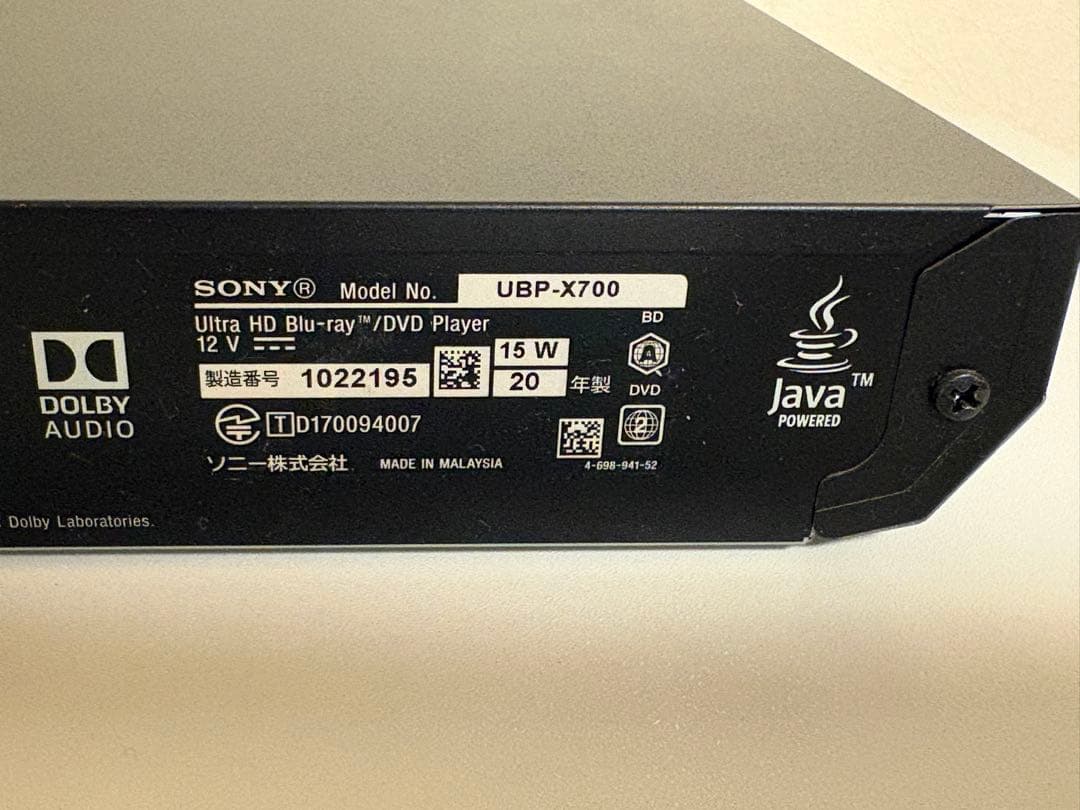 SONY® Model No. UBP-X700
Ultra HD Blu-ray™/DVD Player
12 V
15 W
製造番号 1022195
20 年製
BD
A
DVD
2
T D170094007
JET
ソニー株式会社 MADE IN MALAYSIA
4-698-941-52
DOLBY
AUDIO
Dolby Laboratories.
Java™
POWERED